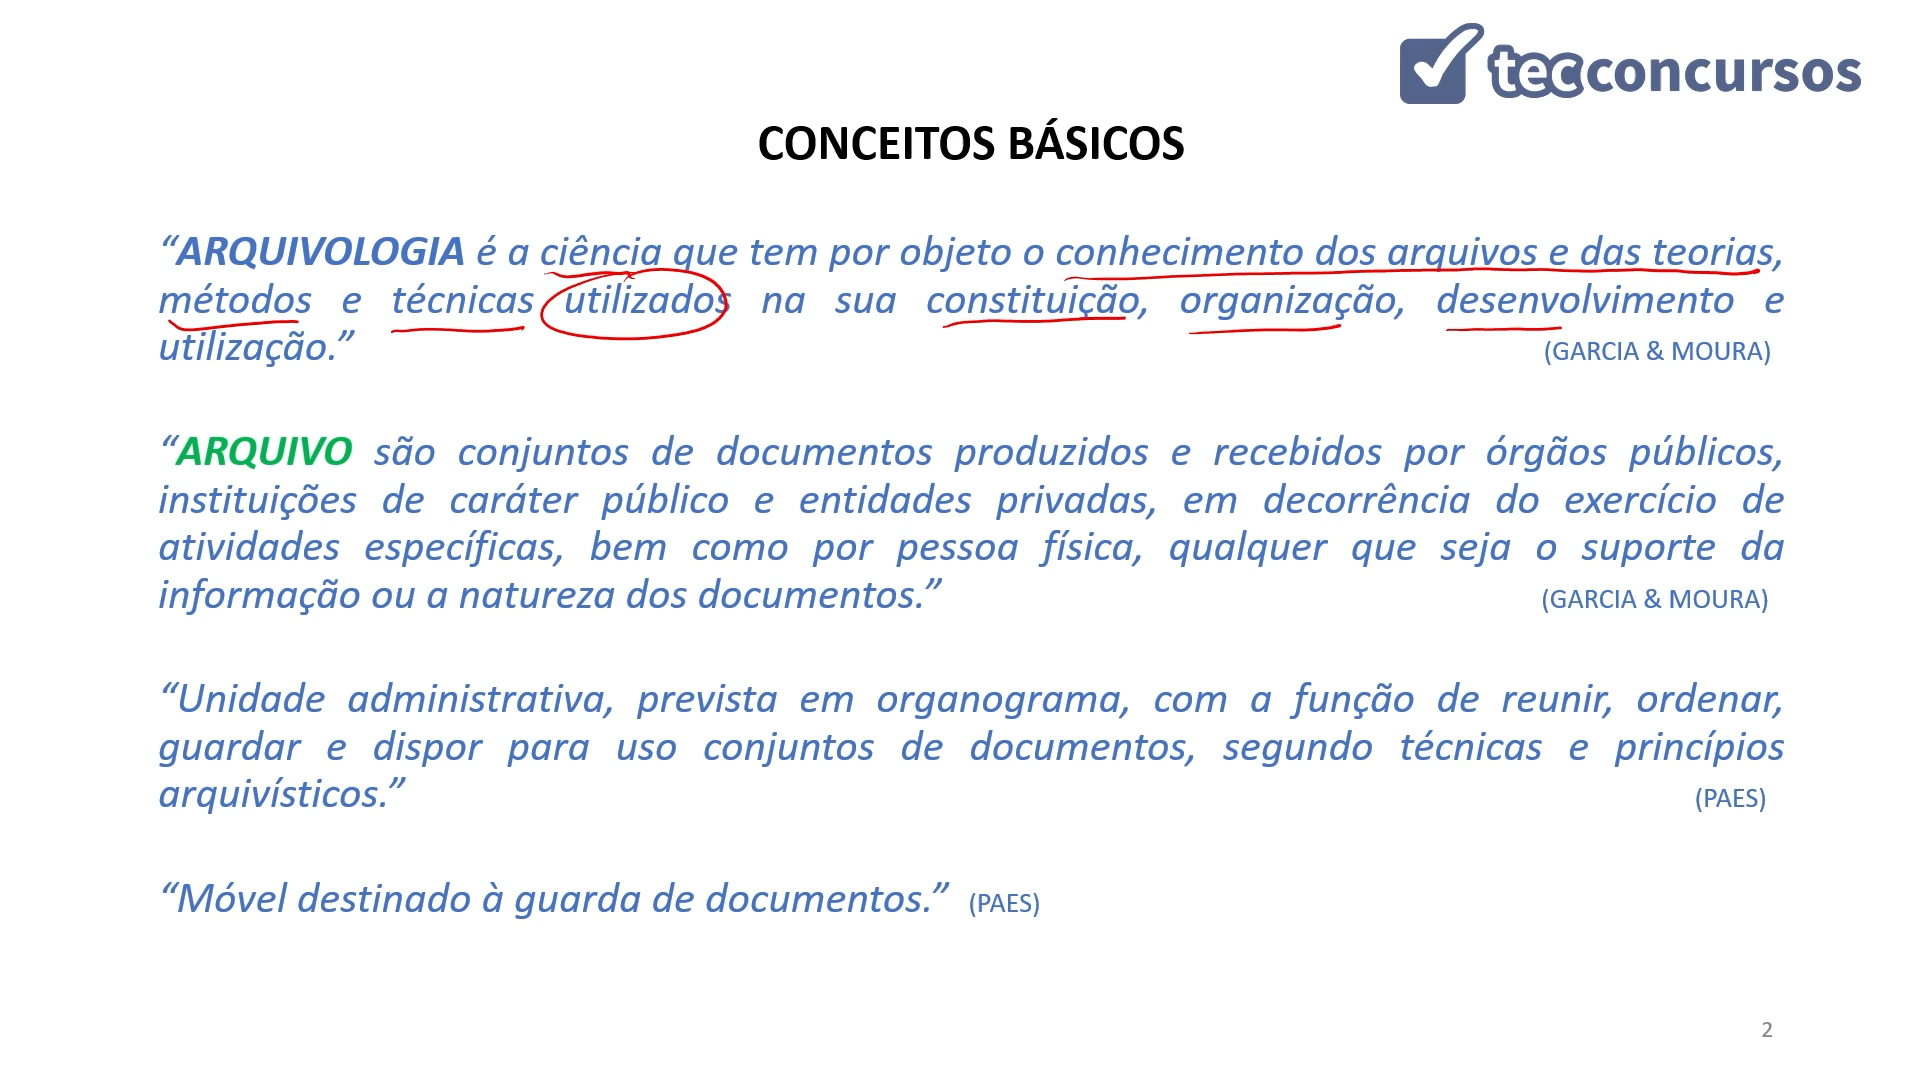 tecconcursos
CONCEITOS BÁSICOS
“ARQUIVOLOGIA é a ciência que tem por objeto o conhecimento dos arquivos e das teorias,
métodos e técnicas utilizados na sua constituição, organização, desenvolvimento e
utilização.” (GARCIA & MOURA)
“ARQUIVO são conjuntos de documentos produzidos e recebidos por órgãos públicos,
instituições de caráter público e entidades privadas, em decorrência do exercício de
atividades específicas, bem como por pessoa física, qualquer que seja o suporte da
informação ou a natureza dos documentos.” (GARCIA & MOURA)
“Unidade administrativa, prevista em organograma, com a função de reunir, ordenar,
guardar e dispor para uso conjuntos de documentos, segundo técnicas e princípios
arquivísticos.” (PAES)
“Móvel destinado à guarda de documentos.” (PAES)
2